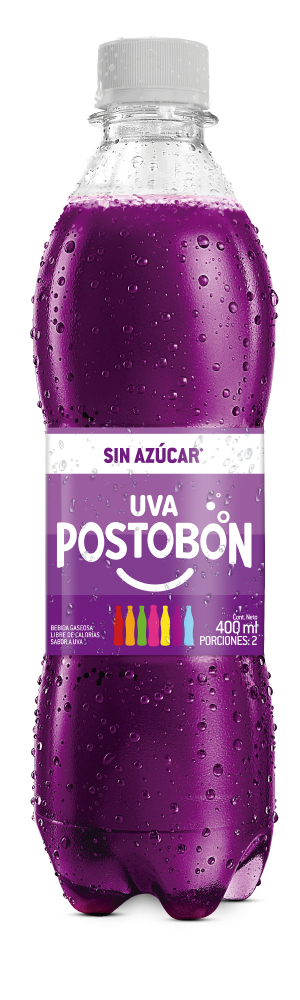 SIN AZÚCAR*
UVA
POSTOBÓN
BEBIDA GASEOSA
LIBRE DE CALORÍAS
SABOR A UVA
Cont. Neto
400 ml
PORCIONES: 2